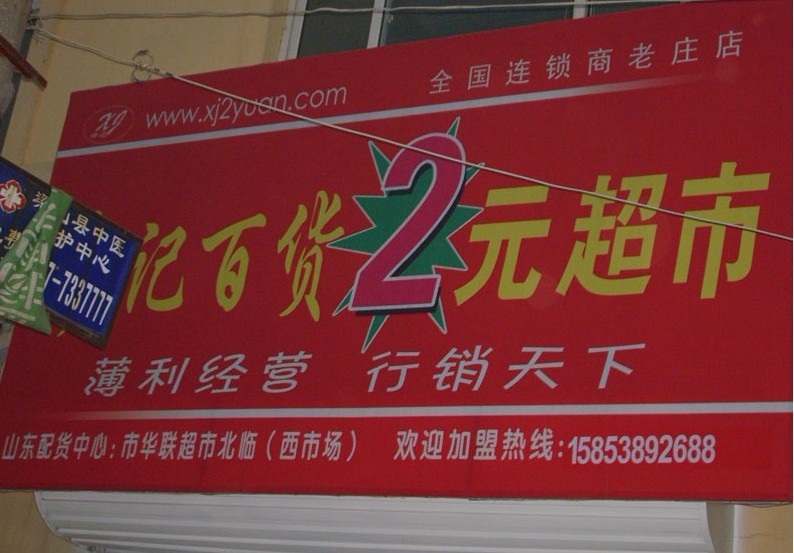 全国连锁商老庄店
XJ www.xj2yuan.com
记百货2元超市
薄利经营 行销天下
山东配货中心:市华联超市北临(西市场) 欢迎加盟热线:15853892688
山县中医
护中心
7-7337777